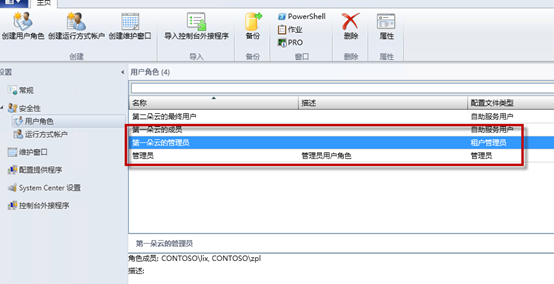 主页
创建用户角色 创建运行方式帐户 创建维护窗口 导入控制台外接程序 备份 PowerShell 作业 PRO 删除 属性
创建 导入 备份 窗口 删除 属性
设置
用户角色 (4)
常规
安全性
用户角色
运行方式帐户
维护窗口
配置提供程序
System Center 设置
控制台外接程序
名称 描述 配置文件类型
第二朵云的最终用户 自助服务用户
第一朵云的成员 自助服务用户
第一朵云的管理员 租户管理员
管理员 管理员用户角色 管理员
第一朵云的管理员
角色成员: CONTOSO\lix, CONTOSO\zpl
描述: